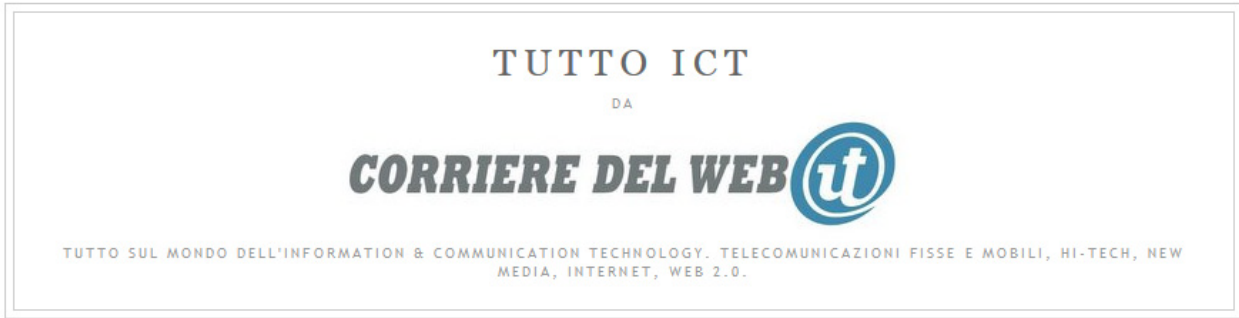 TUTTO ICT
DA
CORRIERE DEL WEB it
TUTTO SUL MONDO DELL'INFORMATION & COMMUNICATION TECHNOLOGY. TELECOMUNICAZIONI FISSE E MOBILI, HI-TECH, NEW
MEDIA, INTERNET, WEB 2.0.